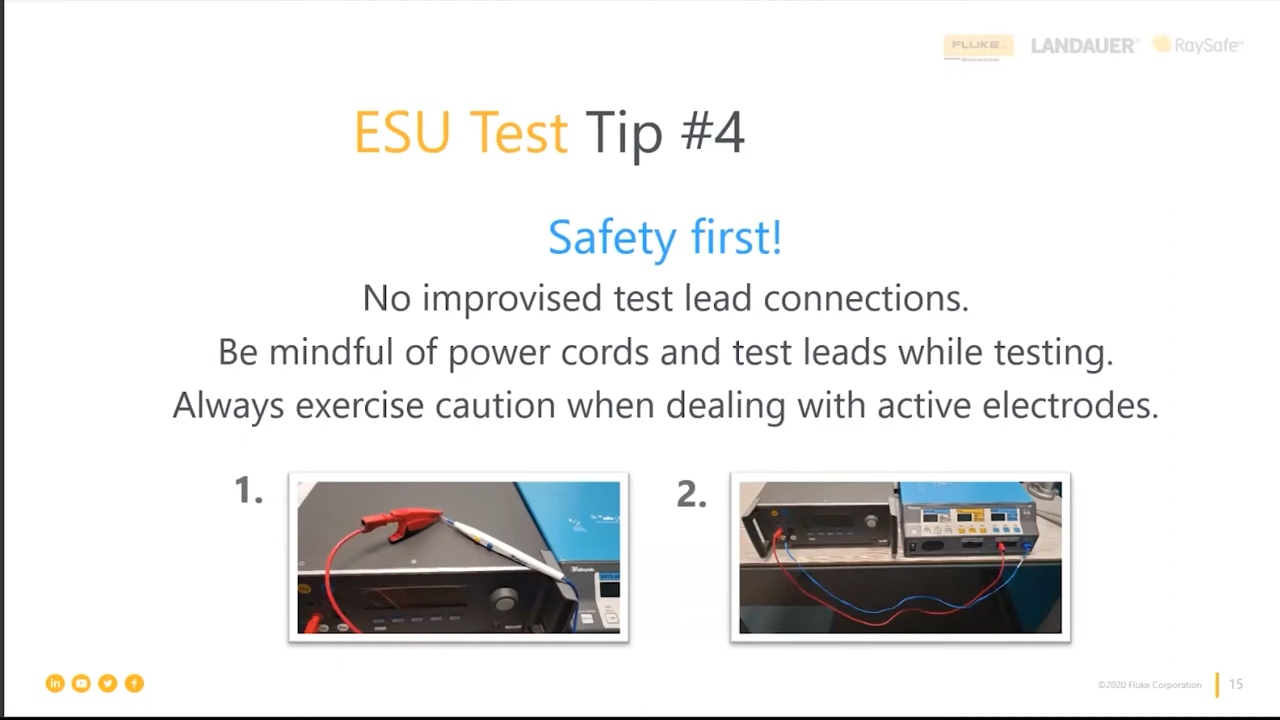 FLUKE
LANDAUER®
RaySafe™
ESU Test Tip #4
Safety first!
No improvised test lead connections.
Be mindful of power cords and test leads while testing.
Always exercise caution when dealing with active electrodes.
1.
2.
©2020 Fluke Corporation
15